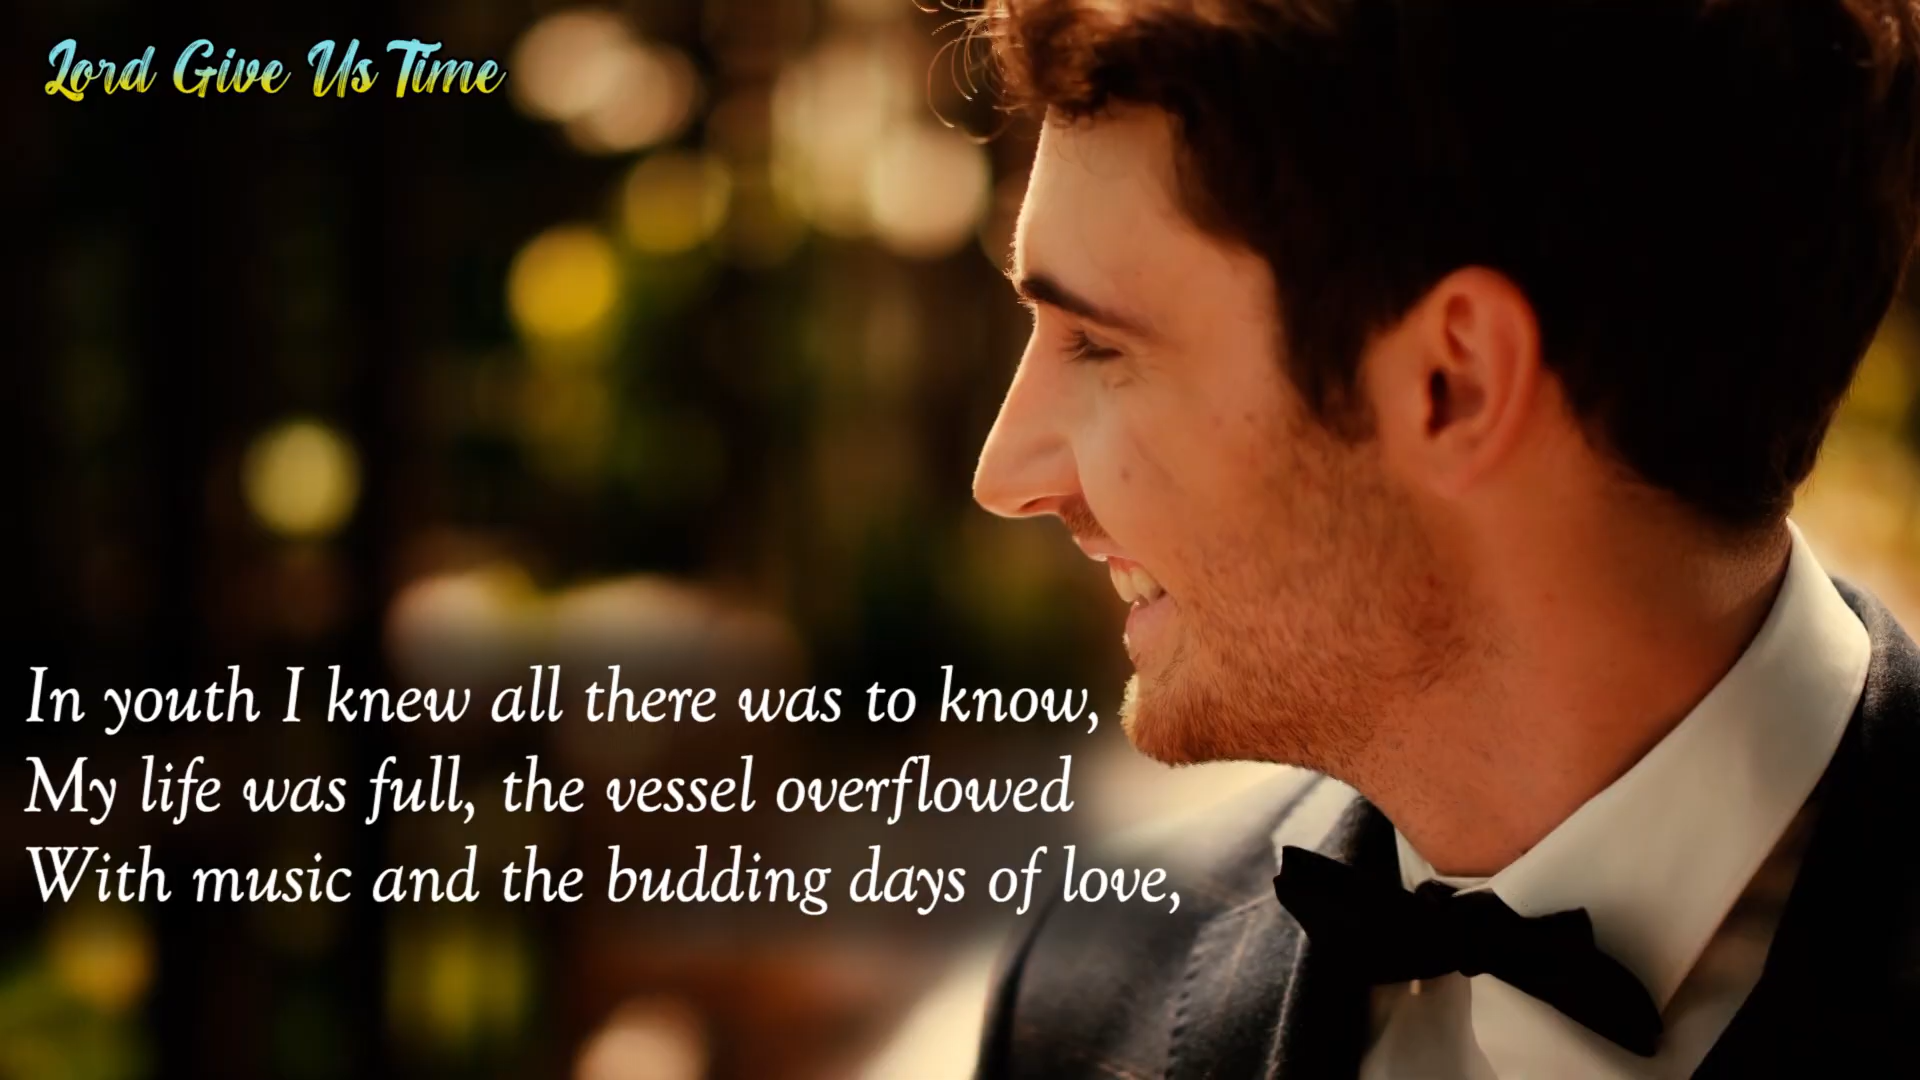 Lord Give Us Time
In youth I knew all there was to know,
My life was full, the vessel overflowed
With music and the budding days of love,